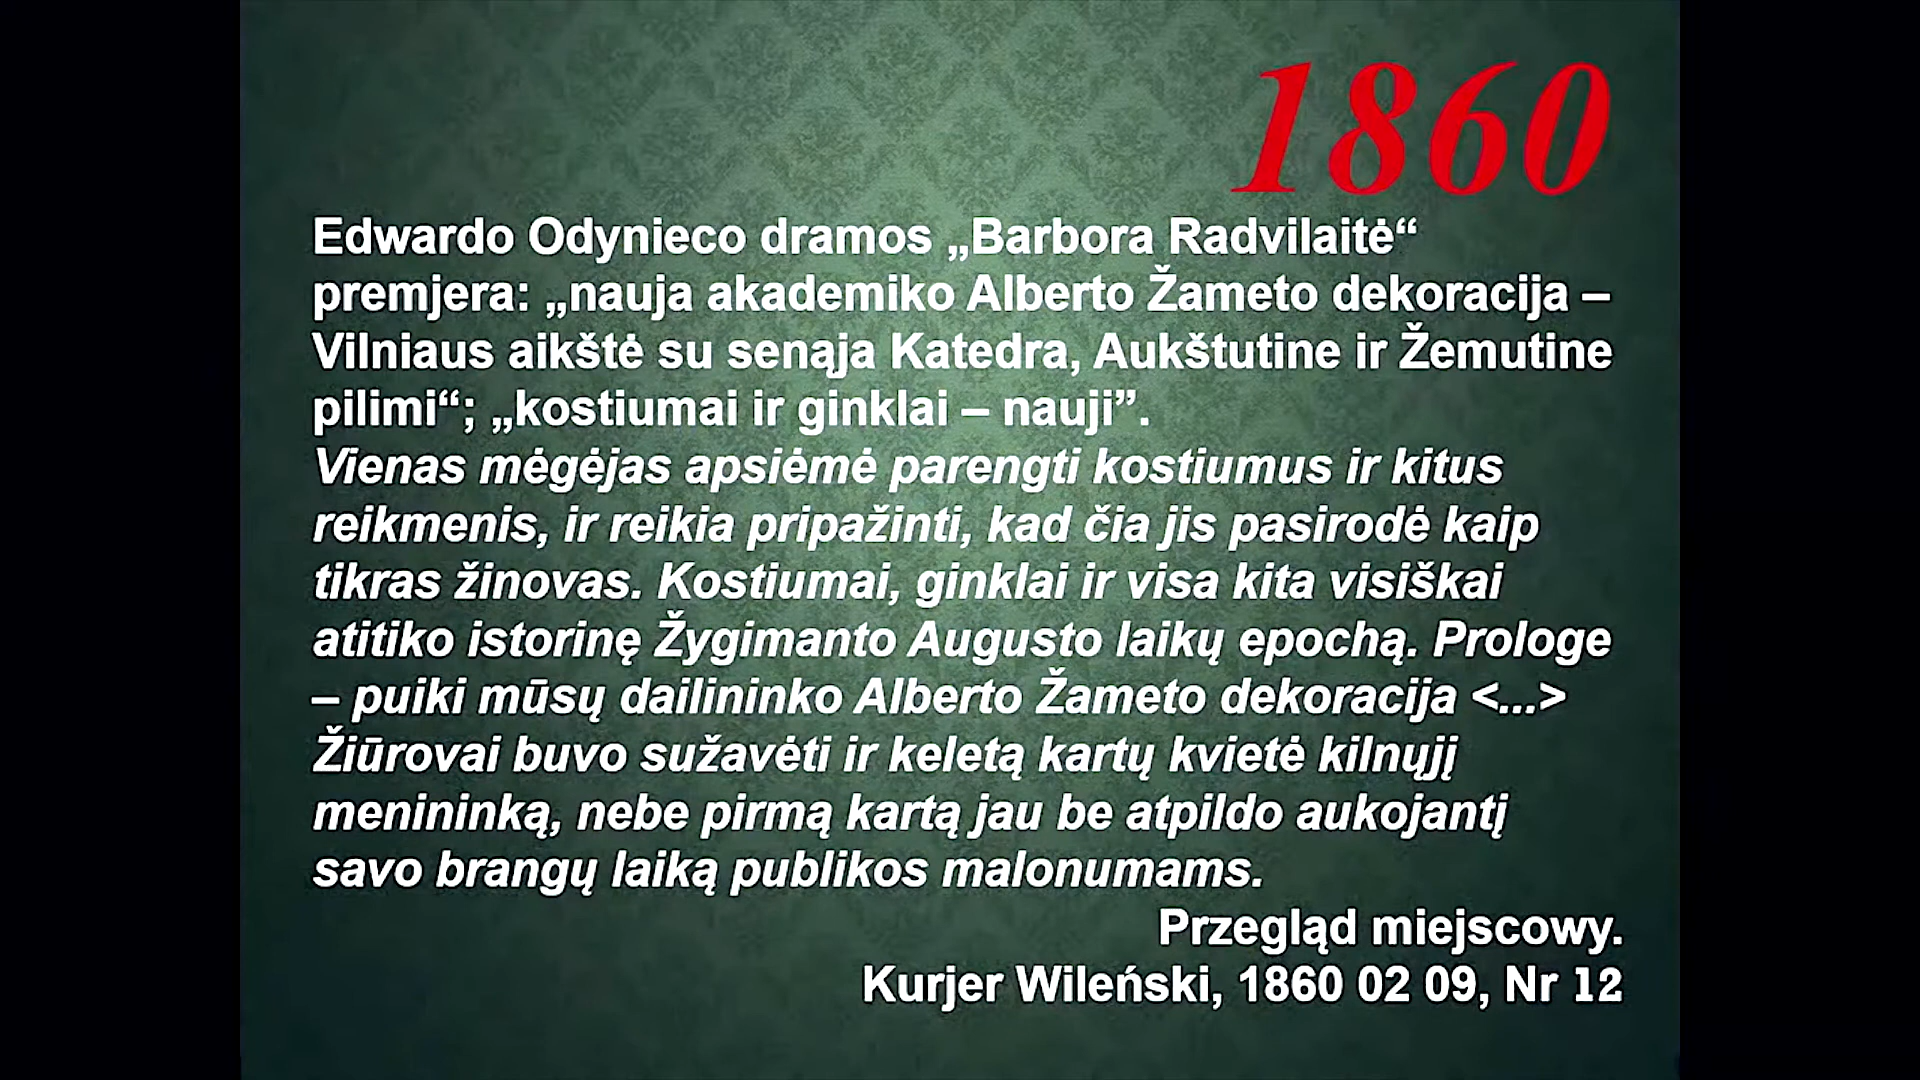 1860
Edwardo Odynieco dramos „Barbora Radvilaitė“
premjera: „nauja akademiko Alberto Žameto dekoracija –
Vilniaus aikštė su senąja Katedra, Aukštutine ir Žemutine
pilimi“; „kostiumai ir ginklai – nauji”.
Vienas mėgėjas apsiėmė parengti kostiumus ir kitus
reikmenis, ir reikia pripažinti, kad čia jis pasirodė kaip
tikras žinovas. Kostiumai, ginklai ir visa kita visiškai
atitiko istorinę Žygimanto Augusto laikų epochą. Prologe
– puiki mūsų dailininko Alberto Žameto dekoracija <...>
Žiūrovai buvo sužavėti ir keletą kartų kvietė kilnųjį
menininką, nebe pirmą kartą jau be atpildo aukojantį
savo brangų laiką publikos malonumams.
Przegląd miejscowy.
Kurjer Wileński, 1860 02 09, Nr 12